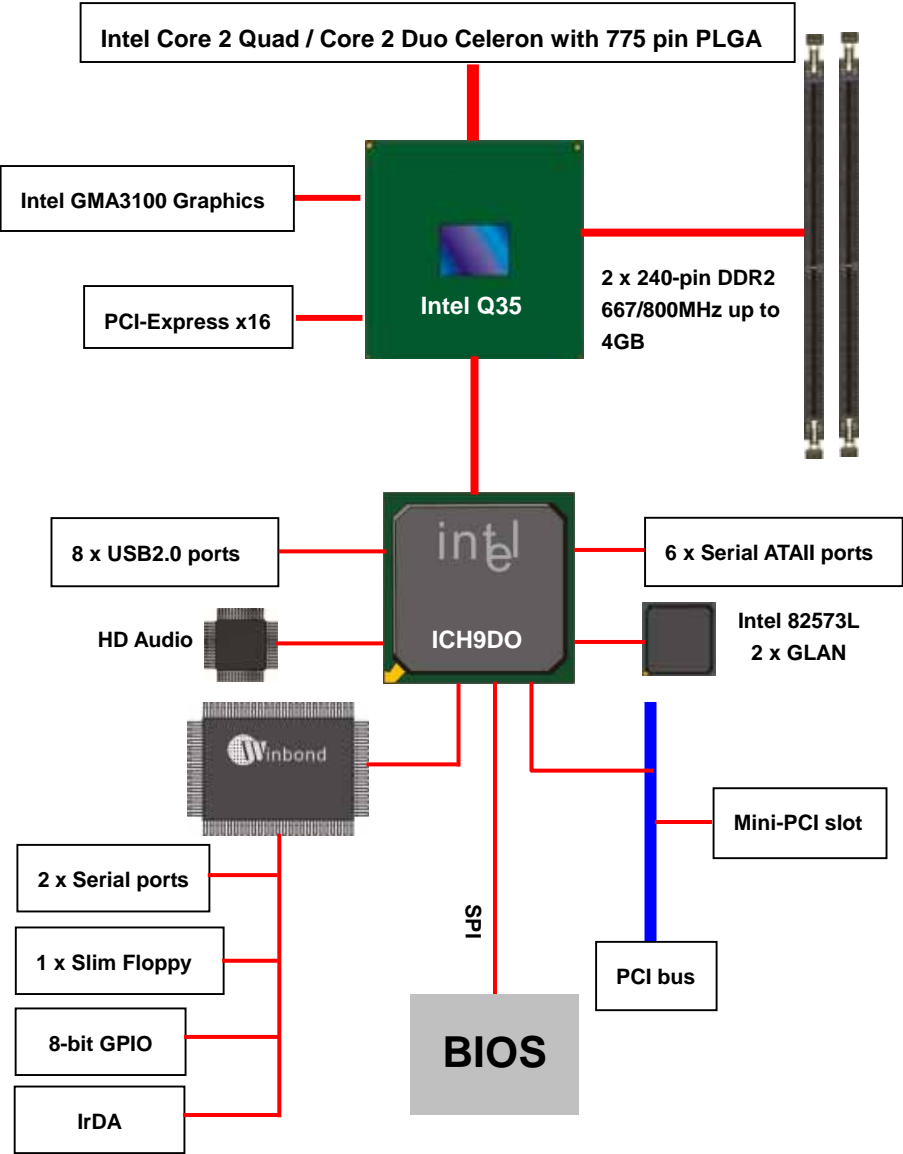 Intel Core 2 Quad / Core 2 Duo Celeron with 775 pin PLGA
Intel GMA3100 Graphics
Intel Q35
PCI-Express x16
2 x 240-pin DDR2
667/800MHz up to
4GB
intel
8 x USB2.0 ports
6 x Serial ATAII ports
HD Audio
ICH9DO
Intel 82573L
2 x GLAN
Winbond
Mini-PCI slot
2 x Serial ports
SPI
1 x Slim Floppy
PCI bus
8-bit GPIO
BIOS
IrDA